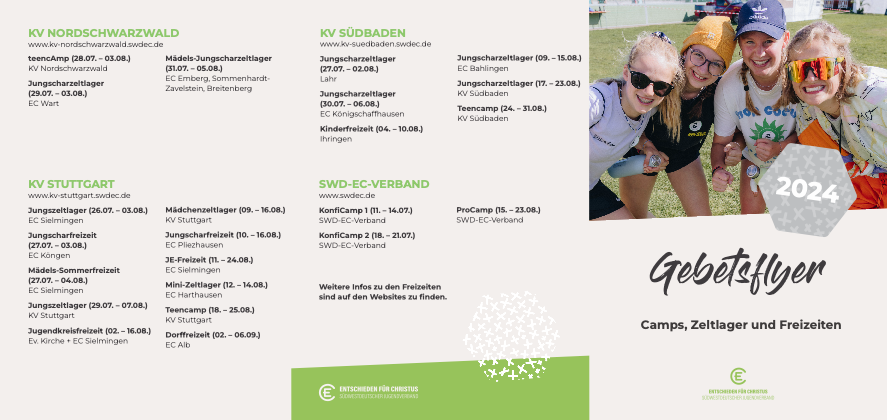 KV NORDSCHWARZWALD
www.kv-nordschwarzwald.swdec.de
teencAmp (28.07. – 03.08.)
KV Nordschwarzwald
Jungscharzeltlager
(29.07. – 03.08.)
EC Wart
Mädels-Jungscharzeltlager
(31.07. – 05.08.)
EC Emberg, Sommenhardt-
Zavelstein, Breitenberg
KV SÜDBADEN
www.kv-suedbaden.swdec.de
Jungscharzeltlager
(27.07. – 02.08.)
Lahr
Jungscharzeltlager
(30.07. – 06.08.)
EC Königschaffhausen
Kinderfreizeit (04. – 10.08.)
Ihringen
Jungscharzeltlager (09. – 15.08.)
EC Bahlingen
Jungscharzeltlager (17. – 23.08.)
KV Südbaden
Teencamp (24. – 31.08.)
KV Südbaden
KV STUTTGART
www.kv-stuttgart.swdec.de
Jungszeltlager (26.07. – 03.08.)
EC Sielmingen
Jungscharfreizeit
(27.07. – 03.08.)
EC Köngen
Mädels-Sommerfreizeit
(27.07. – 04.08.)
EC Sielmingen
Jungszeltlager (29.07. – 07.08.)
KV Stuttgart
Jugendkreisfreizeit (02. – 16.08.)
Ev. Kirche + EC Sielmingen
Mädchenzeltlager (09. – 16.08.)
KV Stuttgart
Jungscharfreizeit (10. – 16.08.)
EC Pliezhausen
JE-Freizeit (11. – 24.08.)
EC Sielmingen
Mini-Zeltlager (12. – 14.08.)
EC Harthausen
Teencamp (18. – 25.08.)
KV Stuttgart
Dorffreizeit (02. – 06.09.)
EC Alb
SWD-EC-VERBAND
www.swdec.de
KonfiCamp 1 (11. – 14.07.)
SWD-EC-Verband
KonfiCamp 2 (18. – 21.07.)
SWD-EC-Verband
ProCamp (15. – 23.08.)
SWD-EC-Verband
Weitere Infos zu den Freizeiten
sind auf den Websites zu finden.
ENTSCHIEDEN FÜR CHRISTUS
SÜDWESTDEUTSCHER JUGENDVERBAND
2024
Gebetsflyer
Camps, Zeltlager und Freizeiten
ENTSCHIEDEN FÜR CHRISTUS
SÜDWESTDEUTSCHER JUGENDVERBAND